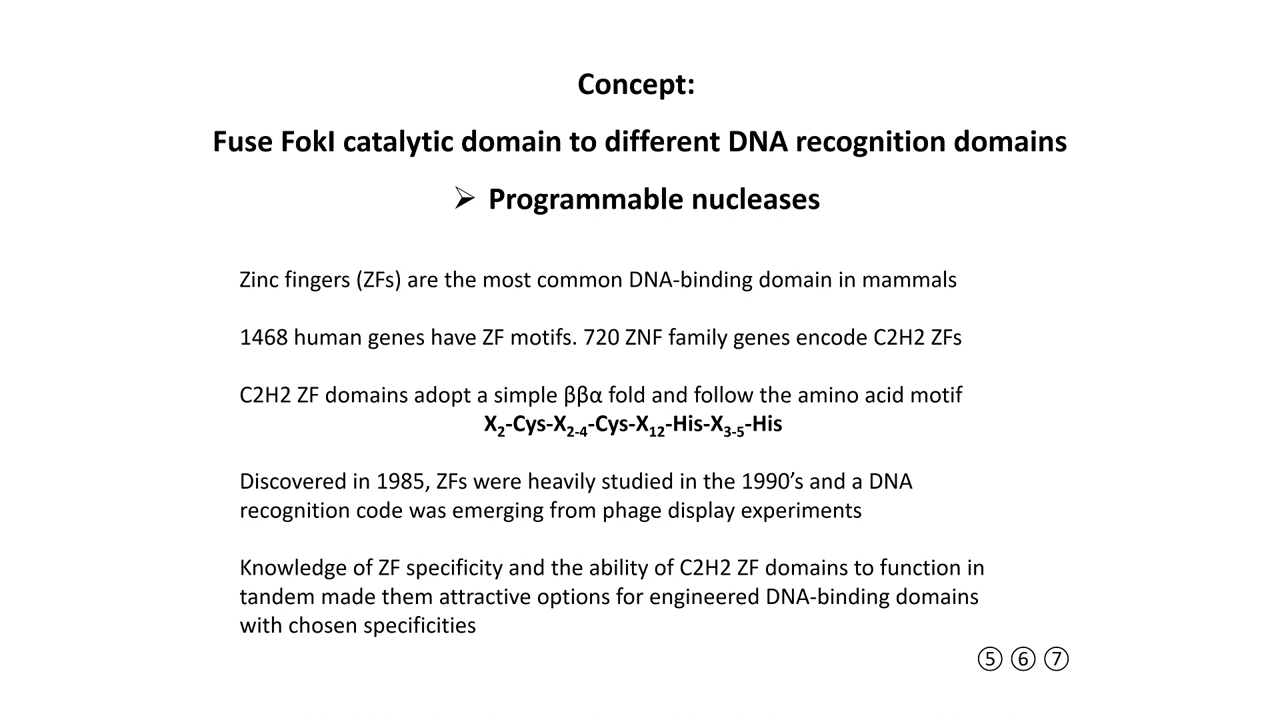 Concept:
Fuse FokI catalytic domain to different DNA recognition domains
➢ Programmable nucleases
Zinc fingers (ZFs) are the most common DNA-binding domain in mammals
1468 human genes have ZF motifs. 720 ZNF family genes encode C2H2 ZFs
C2H2 ZF domains adopt a simple ββα fold and follow the amino acid motif
X₂-Cys-X₂₋₄-Cys-X₁₂-His-X₃₋₅-His
Discovered in 1985, ZFs were heavily studied in the 1990’s and a DNA
recognition code was emerging from phage display experiments
Knowledge of ZF specificity and the ability of C2H2 ZF domains to function in
tandem made them attractive options for engineered DNA-binding domains
with chosen specificities
⑤ ⑥ ⑦